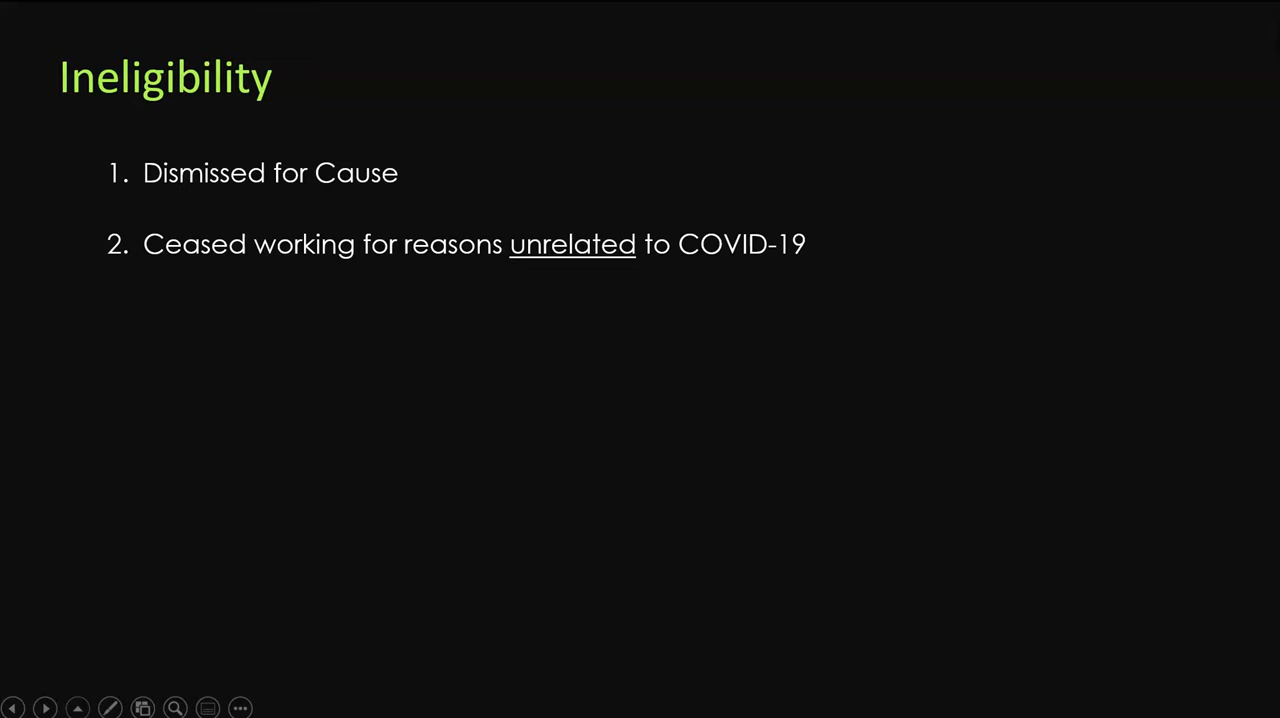 Ineligibility
1. Dismissed for Cause
2. Ceased working for reasons unrelated to COVID-19